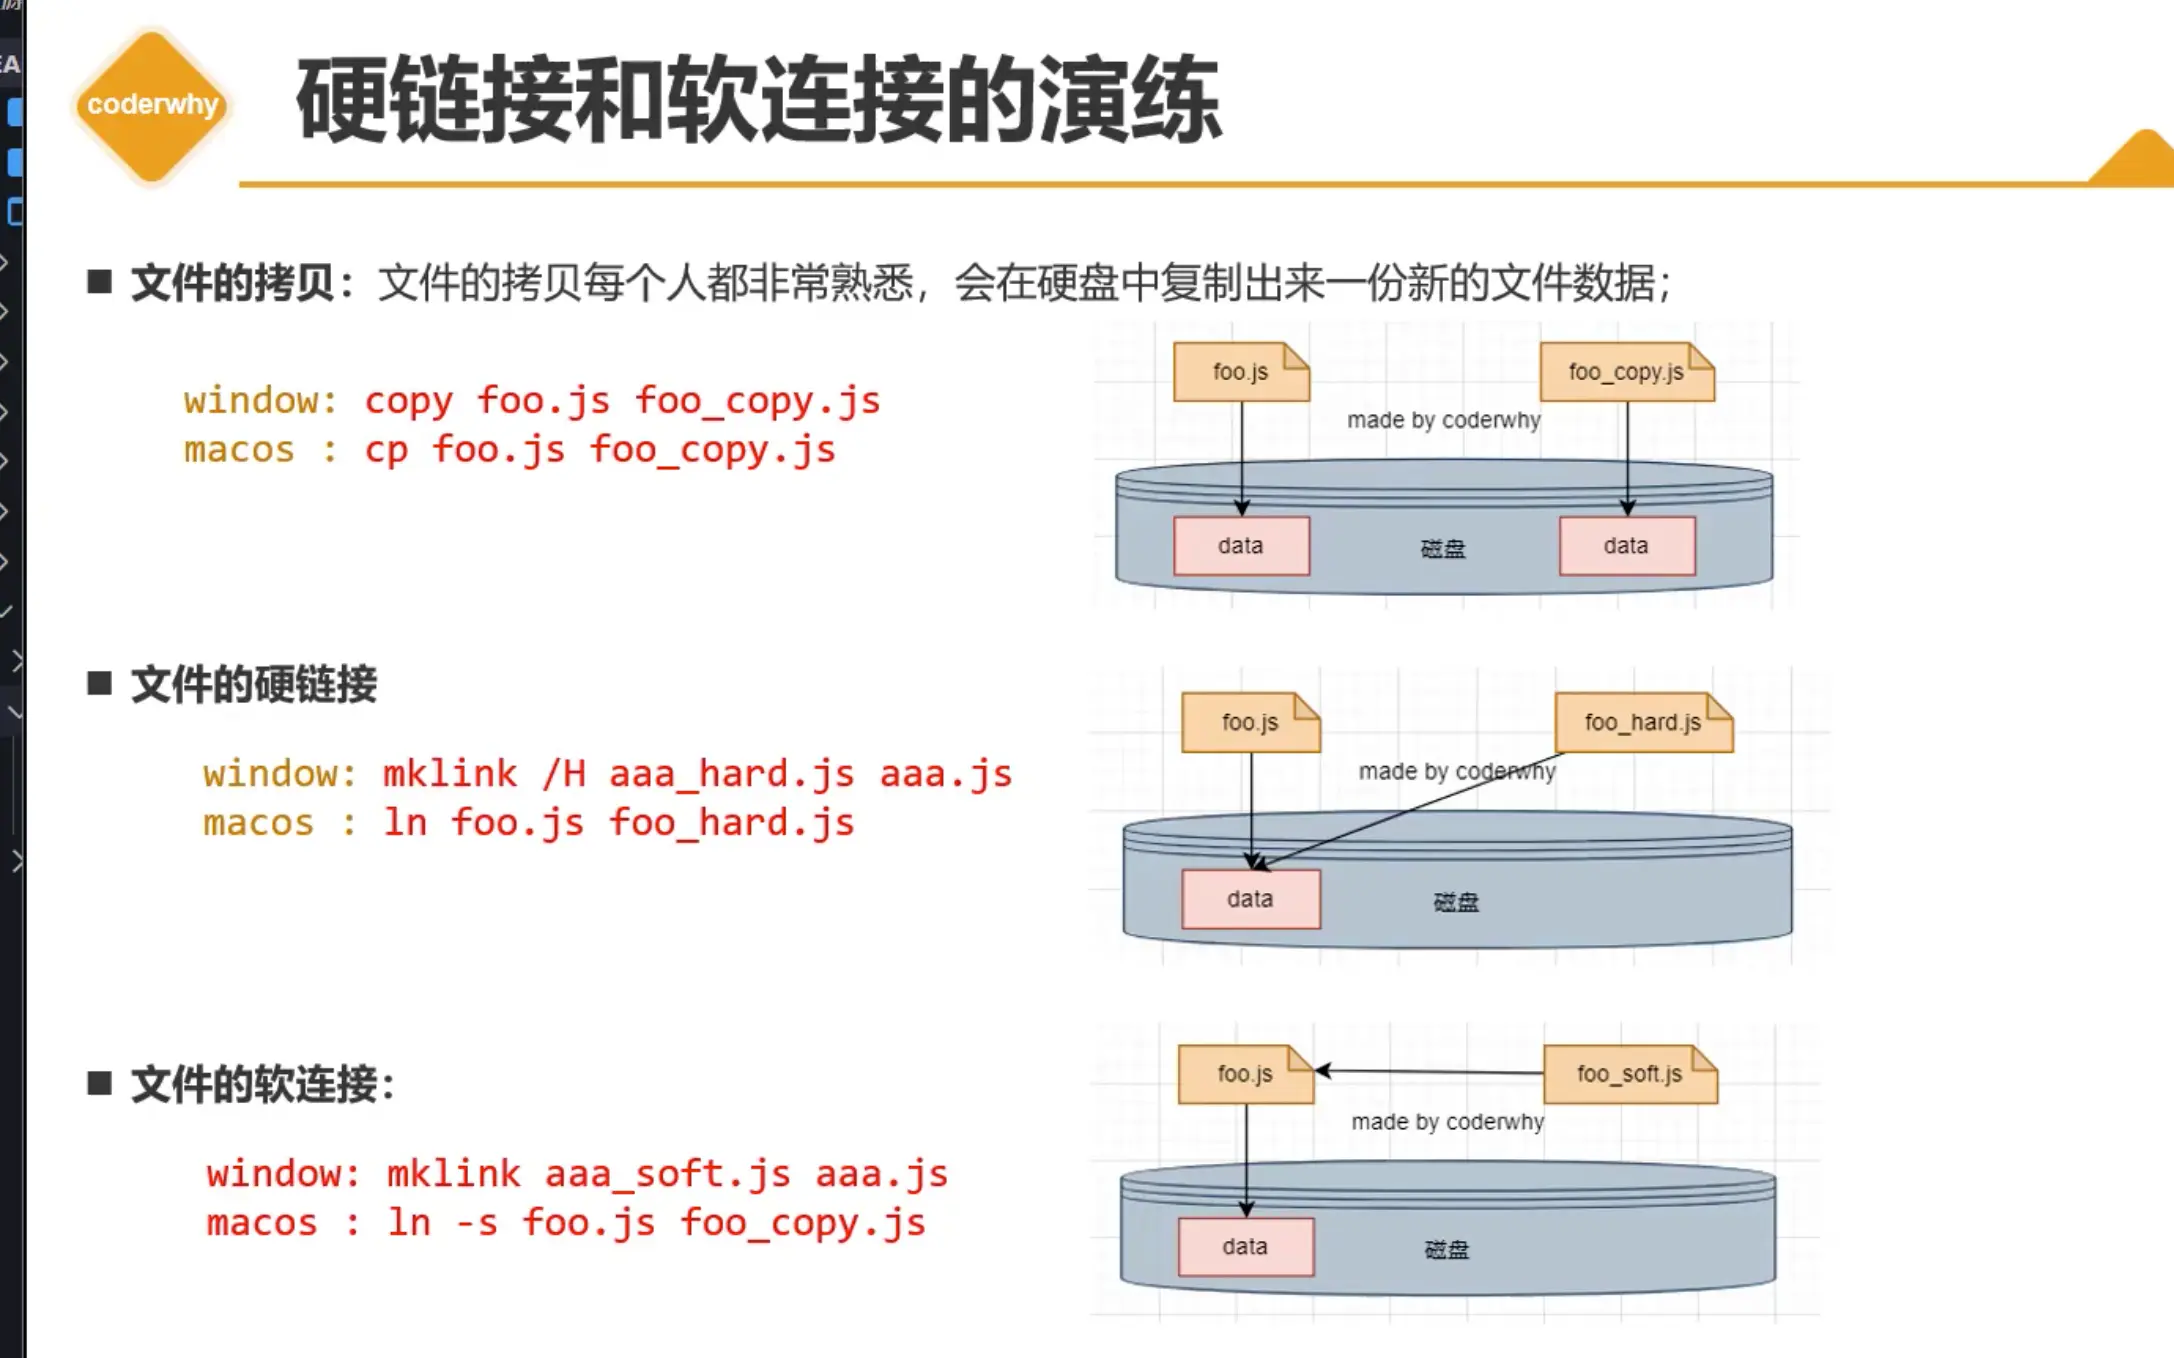 源
EA
coderwhy
硬链接和软连接的演练
■ 文件的拷贝：文件的拷贝每个人都非常熟悉，会在硬盘中复制出来一份新的文件数据；
window: copy foo.js foo_copy.js
macos : cp foo.js foo_copy.js
foo.js
foo_copy.js
made by coderwhy
data
磁盘
data
■ 文件的硬链接
window: mklink /H aaa_hard.js aaa.js
macos : ln foo.js foo_hard.js
foo.js
foo_hard.js
made by coderwhy
data
磁盘
■ 文件的软连接：
window: mklink aaa_soft.js aaa.js
macos : ln -s foo.js foo_copy.js
foo.js
foo_soft.js
made by coderwhy
data
磁盘